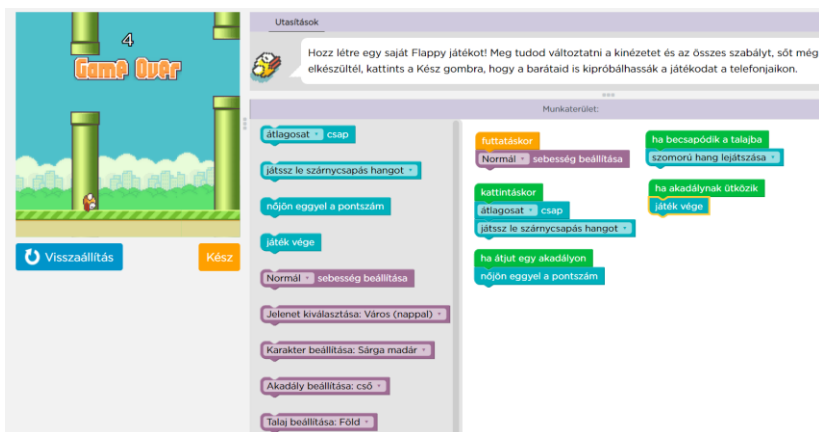 4
Game Over
Visszaállítás
Kész
Utasítások
Hozz létre egy saját Flappy játékot! Meg tudod változtatni a kinézetet és az összes szabályt, sőt még
elkészültél, kattints a Kész gombra, hogy a barátaid is kipróbálhassák a játékodat a telefonjaikon.
Munkaterület:
átlagosat csap
játssz le szárnycsapás hangot
nőjön eggyel a pontszám
játék vége
Normál sebesség beállítása
Jelenet kiválasztása: Város (nappal)
Karakter beállítása: Sárga madár
Akadály beállítása: cső
Talaj beállítása: Föld
futtatáskor
Normál sebesség beállítása
kattintáskor
átlagosat csap
játssz le szárnycsapás hangot
ha átjut egy akadályon
nőjön eggyel a pontszám
ha becsapódik a talajba
szomorú hang lejátszása
ha akadálynak ütközik
játék vége